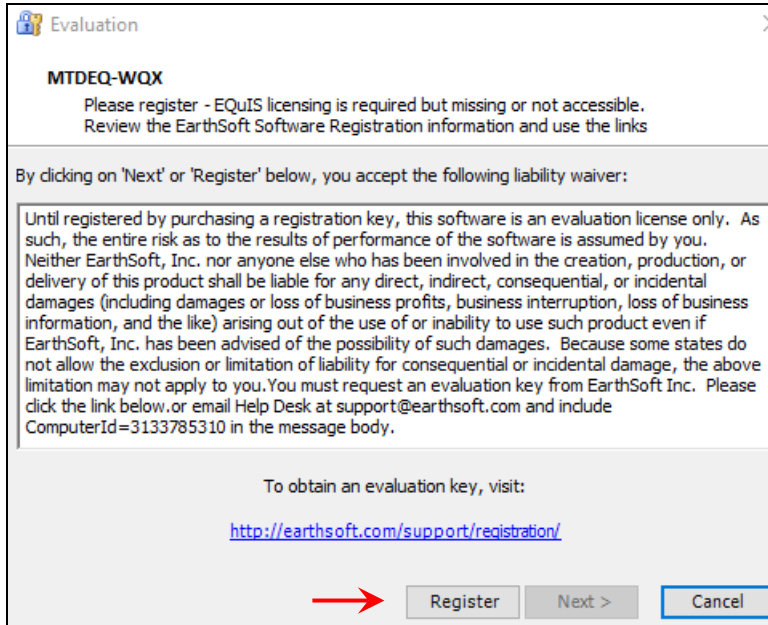 Evaluation
MTDEQ-WQX
Please register - EQuIS licensing is required but missing or not accessible.
Review the EarthSoft Software Registration information and use the links
By clicking on 'Next' or 'Register' below, you accept the following liability waiver:
Until registered by purchasing a registration key, this software is an evaluation license only.  As
such, the entire risk as to the results of performance of the software is assumed by you.
Neither EarthSoft, Inc. nor anyone else who has been involved in the creation, production, or
delivery of this product shall be liable for any direct, indirect, consequential, or incidental
damages (including damages or loss of business profits, business interruption, loss of business
information, and the like) arising out of the use of or inability to use such product even if
EarthSoft, Inc. has been advised of the possibility of such damages.  Because some states do
not allow the exclusion or limitation of liability for consequential or incidental damage, the above
limitation may not apply to you.You must request an evaluation key from EarthSoft Inc.  Please
click the link below.or email Help Desk at support@earthsoft.com and include
ComputerId=3133785310 in the message body.
To obtain an evaluation key, visit:
http://earthsoft.com/support/registration/
Register Next > Cancel